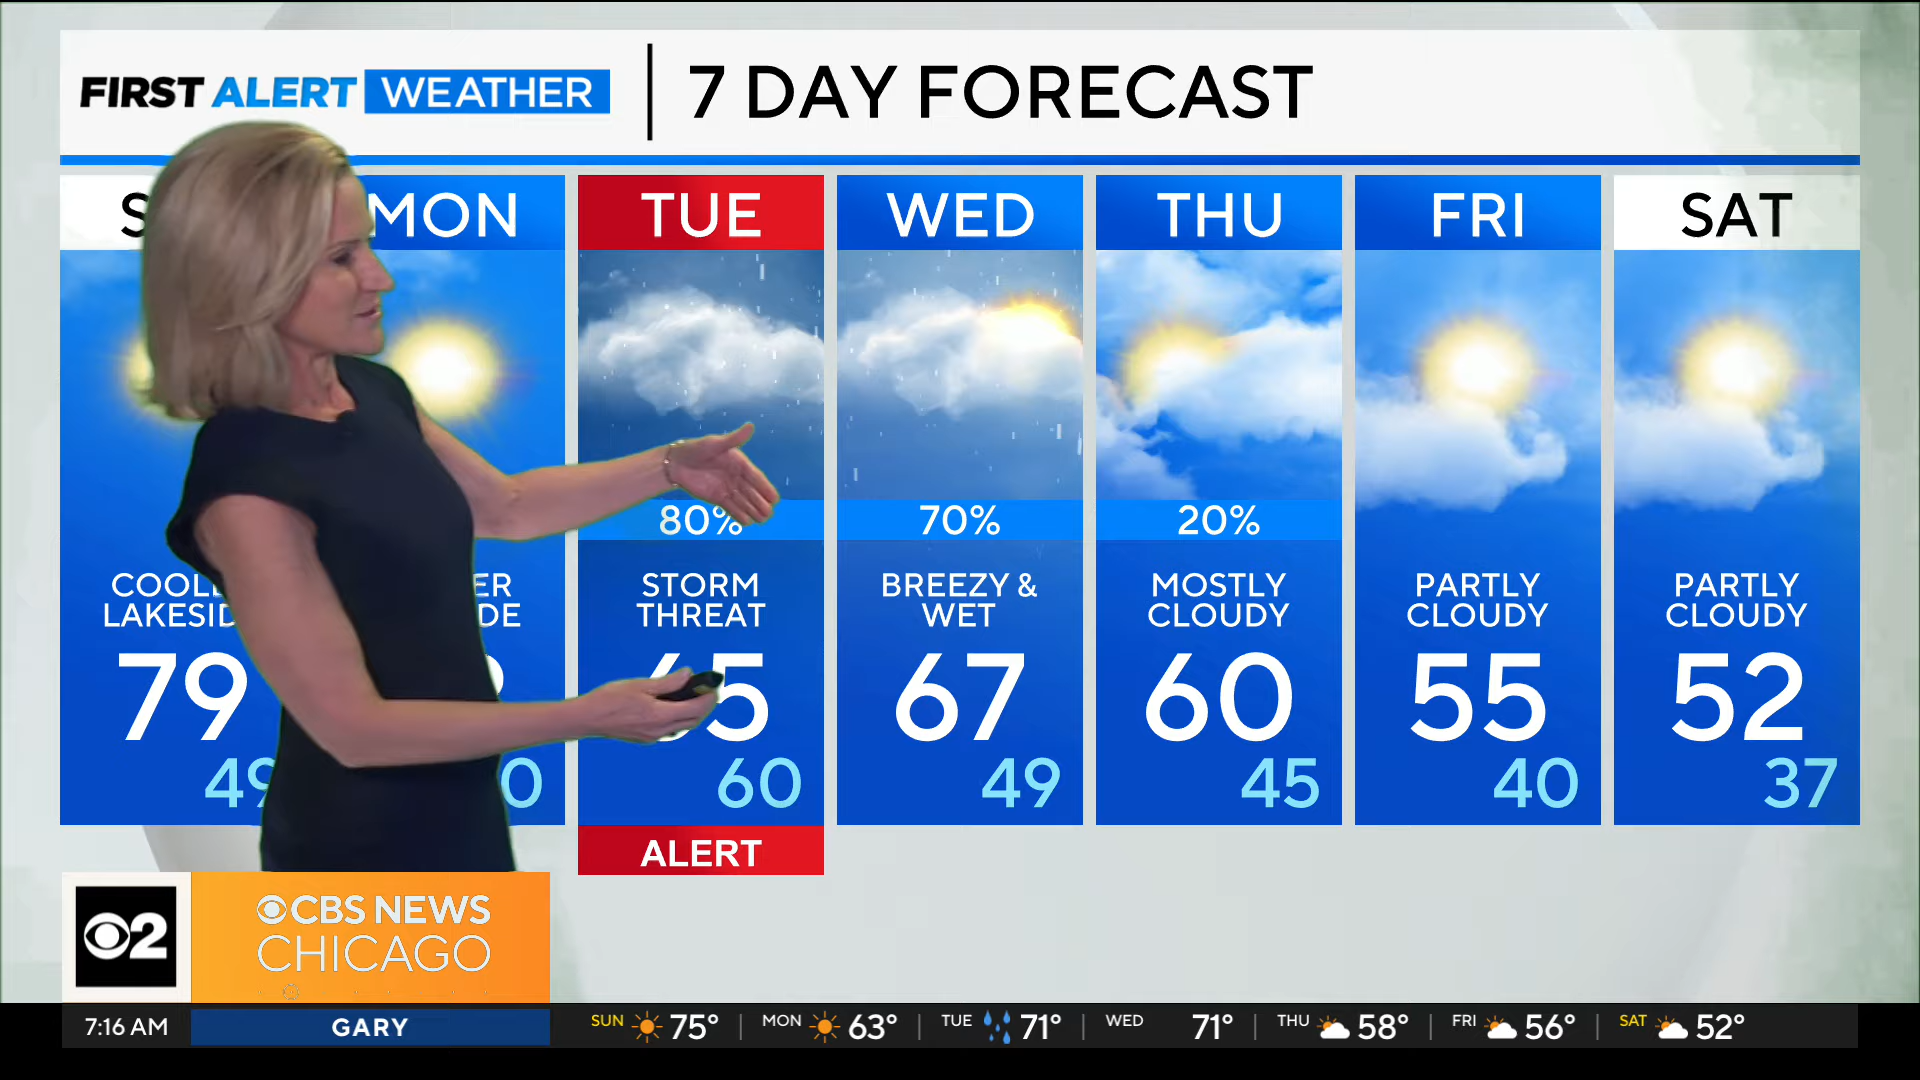 FIRST ALERT WEATHER
7 DAY FORECAST
MON
TUE
WED
THU
FRI
SAT
80%
70%
20%
STORM
THREAT
BREEZY &
WET
MOSTLY
CLOUDY
PARTLY
CLOUDY
PARTLY
CLOUDY
79
65
67
60
55
52
49
60
49
45
40
37
ALERT
2
CBS NEWS
CHICAGO
7:16 AM
GARY
SUN 75° MON 63° TUE 71° WED 71° THU 58° FRI 56° SAT 52°